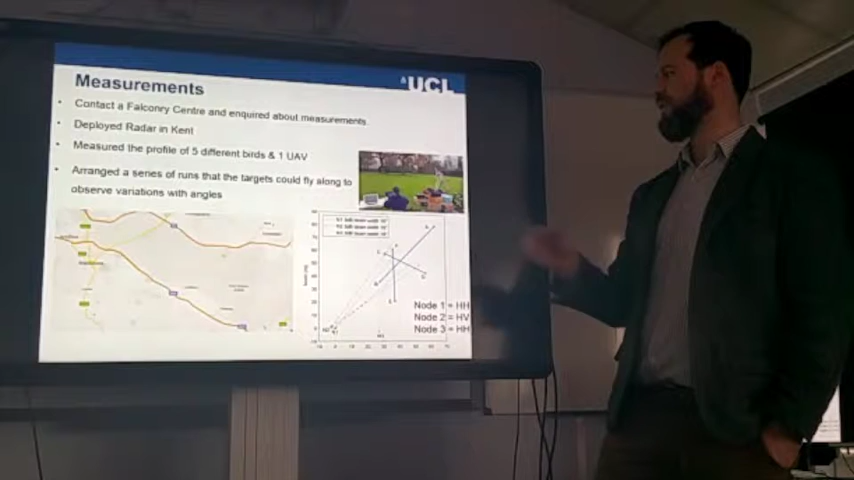 UCL
Measurements
• Contact a Falconry Centre and enquired about measurements
• Deployed Radar in Kent
• Measured the profile of 5 different birds & 1 UAV
• Arranged a series of runs that the targets could fly along to
observe variations with angles
Node 1 = HH
Node 2 = HV
Node 3 = HH